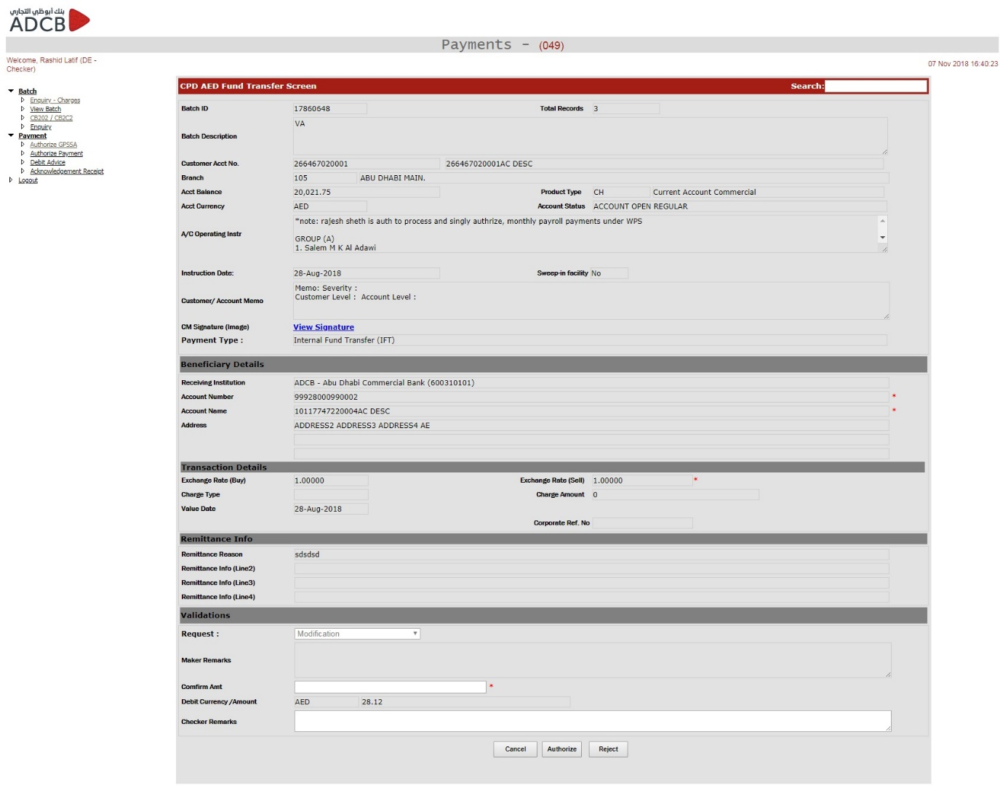 بنك أبوظبي التجاري
ADCB
Payments - (049)
Welcome, Rashid Latif (DE -
Checker)
07 Nov 2018 16:40:23
Batch
Enquiry - Charges
View Batch
CB202 / CB2C2
Enquiry
Payment
Authorize GPSSA
Authorize Payment
Debit Advice
Acknowledgement Receipt
Logout
CPD AED Fund Transfer Screen Search:
Batch ID 17860648 Total Records 3
Batch Description VA
Customer Acct No. 266467020001 266467020001AC DESC
Branch 105 ABU DHABI MAIN.
Acct Balance 20,021.75 Product Type CH Current Account Commercial
Acct Currency AED Account Status ACCOUNT OPEN REGULAR
A/C Operating Instr *note: rajesh sheth is auth to process and singly authrize, monthly payroll payments under WPS
GROUP (A)
1. Salem M K Al Adawi
Instruction Date: 28-Aug-2018 Sweep-in facility No
Customer/ Account Memo Memo: Severity :
Customer Level : Account Level :
CM Signature (Image) View Signature
Payment Type : Internal Fund Transfer (IFT)
Beneficiary Details
Receiving Institution ADCB - Abu Dhabi Commercial Bank (600310101)
Account Number 99928000990002 *
Account Name 10117747220004AC DESC *
Address ADDRESS2 ADDRESS3 ADDRESS4 AE
Transaction Details
Exchange Rate (Buy) 1.00000 Exchange Rate (Sell) 1.00000 *
Charge Type Charge Amount 0
Value Date 28-Aug-2018
Corporate Ref. No
Remittance Info
Remittance Reason sdsdsd
Remittance Info (Line2)
Remittance Info (Line3)
Remittance Info (Line4)
Validations
Request : Modification
Maker Remarks
Comfirm Amt *
Debit Currency /Amount AED 28.12
Checker Remarks
Cancel Authorize Reject